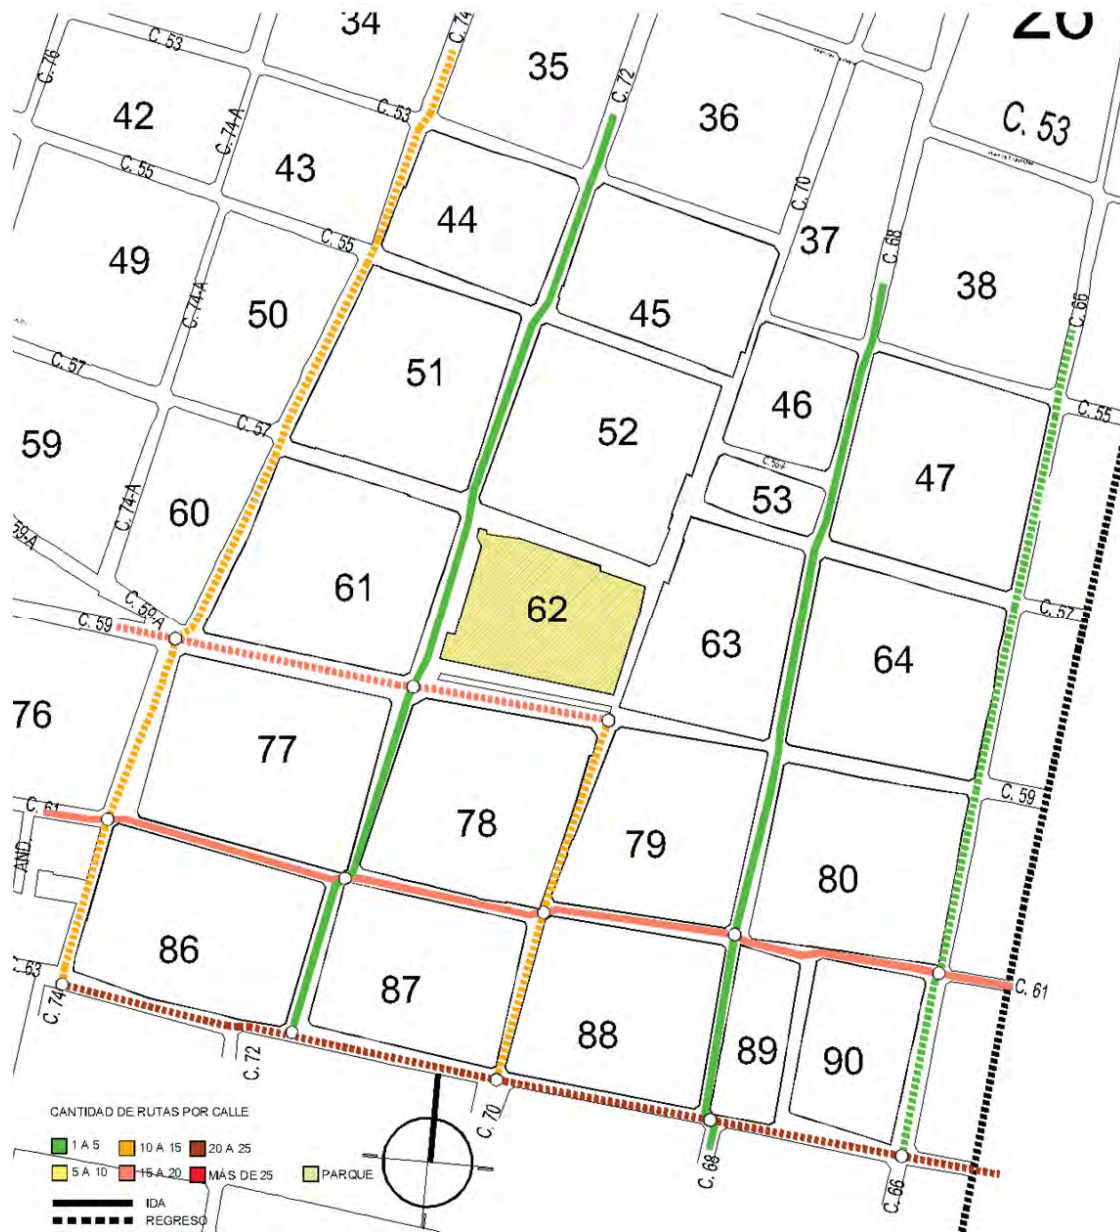 34
C. 74
26
C. 53
C. 76
35
C. 72
42
C. 53
36
C. 53
C. 74-A
43
C. 55
C. 70
44
37
C. 68
C. 55
49
38
C. 74-A
50
45
C. 66
C. 57
51
46
C. 55
C. 57
52
59
47
C. 74-A
53
60
59-A
61
62
C. 57
C. 59-A
C. 59
63
64
76
77
C. 59
78
79
C. 61
80
AND.
86
C. 63
87
C. 61
C. 74
88
89
90
C. 72
C. 70
C. 68
C. 66
CANTIDAD DE RUTAS POR CALLE
1 A 5 10 A 15 20 A 25
5 A 10 15 A 20 MÁS DE 25 PARQUE
IDA
REGRESO